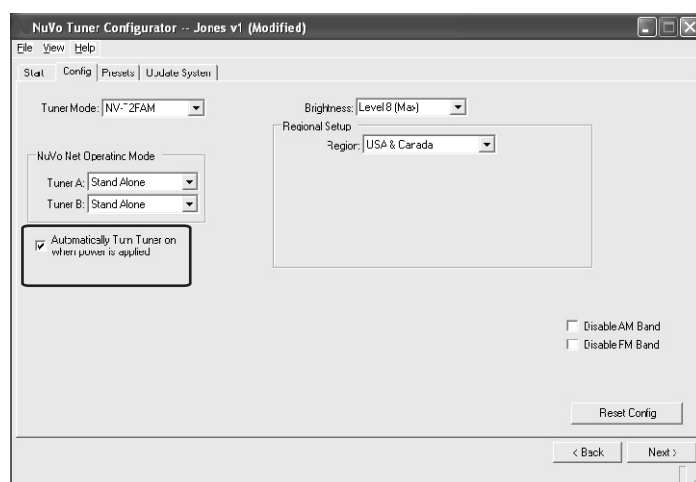 NuVo Tuner Configurator -- Jones v1 (Modified)
File View Help
Start Config Presets Update System
Tuner Mode: NV-T2FAM
Brightness: Level 8 (Max)
Regional Setup
Region: USA & Canada
NuVo Net Operating Mode
Tuner A: Stand Alone
Tuner B: Stand Alone
Automatically Turn Tuner on
when power is applied
Disable AM Band
Disable FM Band
Reset Config
< Back Next >